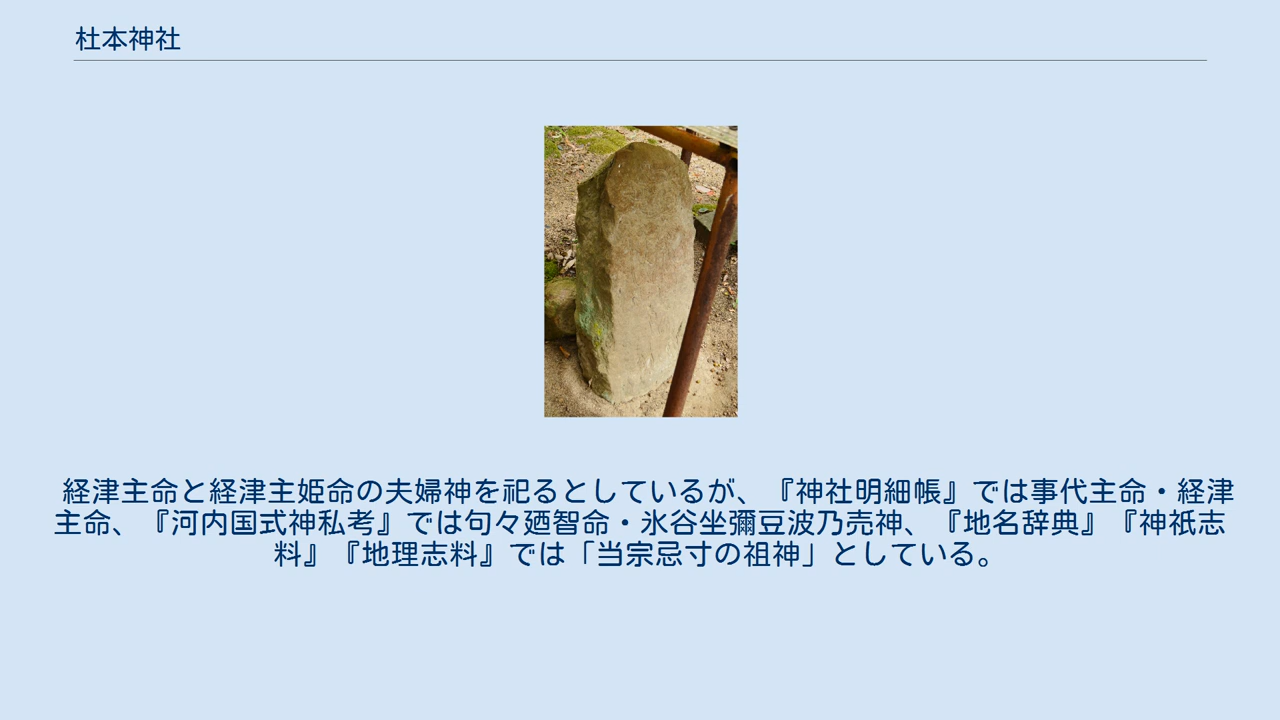 杜本神社
経津主命と経津主姫命の夫婦神を祀るとしているが、『神社明細帳』では事代主命・経津
主命、『河内国式神私考』では句々廼智命・氷谷坐彌豆波乃売神、『地名辞典』『神祇志
料』『地理志料』では「当宗忌寸の祖神」としている。